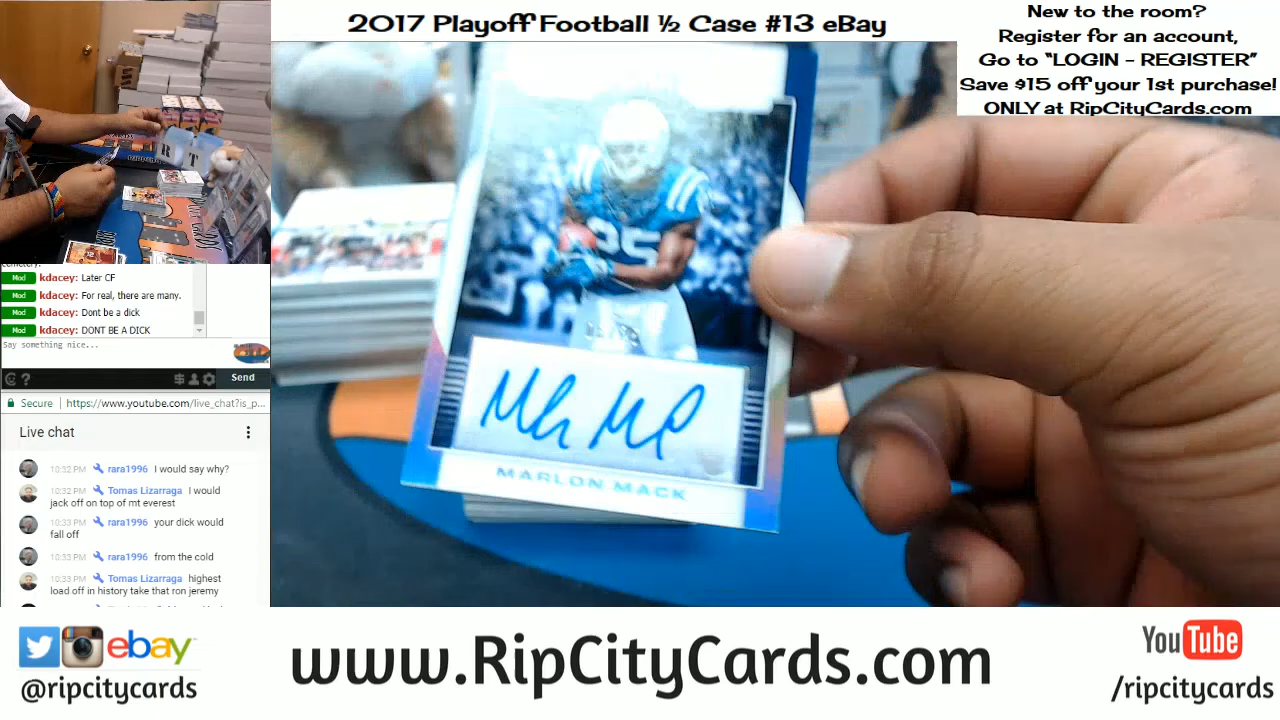 2017 Playoff Football ½ Case #13 eBay
New to the room?
Register for an account,
Go to “LOGIN – REGISTER”
Save $15 off your 1st purchase!
ONLY at RipCityCards.com
Mod kdacey: Later CF
Mod kdacey: For real, there are many.
Mod kdacey: Dont be a dick
Mod kdacey: DONT BE A DICK
Say something nice...
Send
Secure https://www.youtube.com/live_chat?is_p...
Live chat
10:32 PM rara1996 I would say why?
10:32 PM Tomas Lizarraga I would
jack off on top of mt everest
10:33 PM rara1996 your dick would
fall off
10:33 PM rara1996 from the cold
10:33 PM Tomas Lizarraga highest
load off in history take that ron jeremy
MARLON MACK
ebay
@ripcitycards
www.RipCityCards.com
YouTube
/ripcitycards